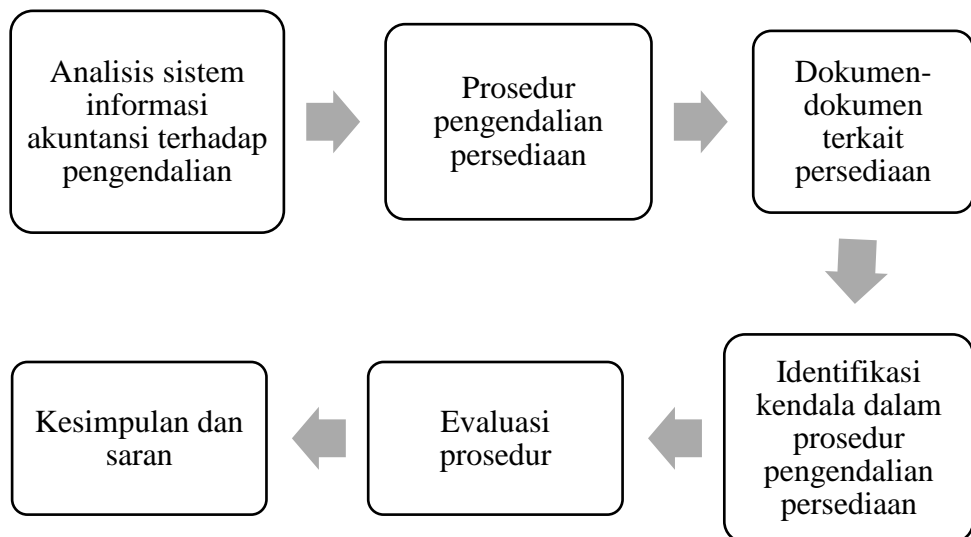 Analisis sistem
informasi
akuntansi terhadap
pengendalian
Prosedur
pengendalian
persediaan
Dokumen-
dokumen
terkait
persediaan
Identifikasi
kendala dalam
prosedur
pengendalian
persediaan
Evaluasi
prosedur
Kesimpulan dan
saran